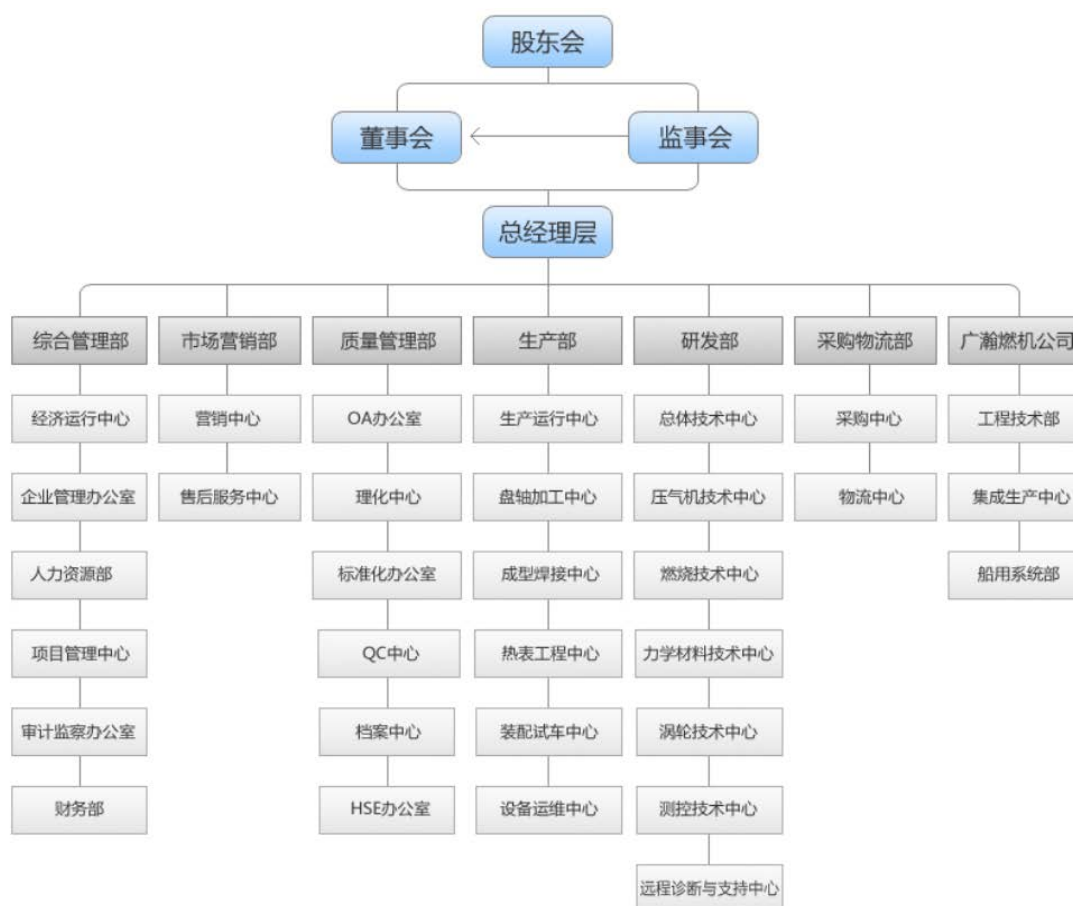 股东会
董事会
监事会
总经理层
综合管理部
市场营销部
质量管理部
生产部
研发部
采购物流部
广瀚燃机公司
经济运行中心
营销中心
OA办公室
生产运行中心
总体技术中心
采购中心
工程技术部
企业管理办公室
售后服务中心
理化中心
盘轴加工中心
压气机技术中心
物流中心
集成生产中心
人力资源部
标准化办公室
成型焊接中心
燃烧技术中心
船用系统部
项目管理中心
QC中心
热表工程中心
力学材料技术中心
审计监察办公室
档案中心
装配试车中心
涡轮技术中心
财务部
HSE办公室
设备运维中心
测控技术中心
远程诊断与支持中心